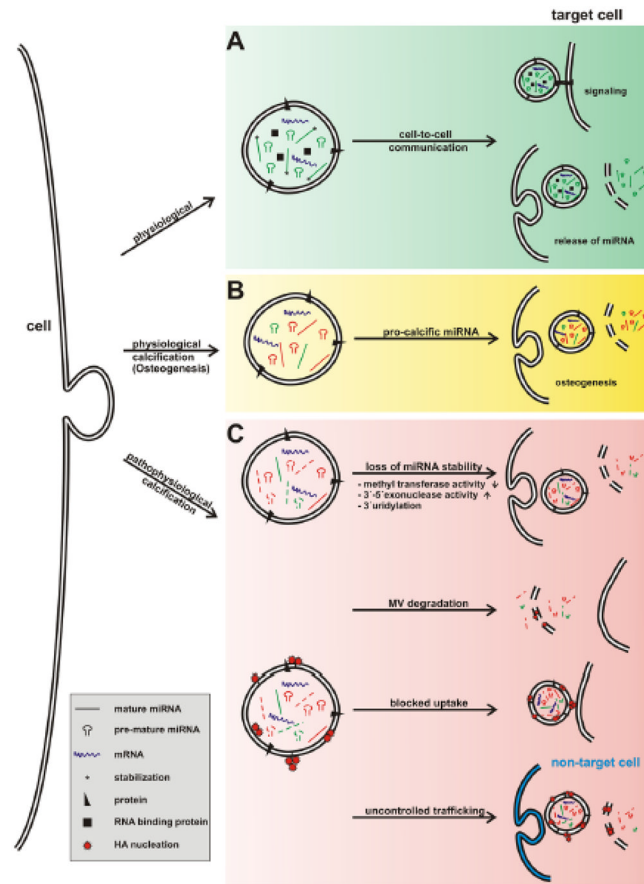 target cell
A
signaling
cell-to-cell
communication
physiological
release of miRNA
B
cell
physiological
calcification
(Osteogenesis)
pro-calcific miRNA
osteogenesis
C
pathophysiological
calcification
loss of miRNA stability
- methyl transferase activity ↓
- 3´-5´exonuclease activity ↑
- 3´uridylation
MV degradation
blocked uptake
non-target cell
uncontrolled trafficking
mature miRNA
pre-mature miRNA
mRNA
stabilization
protein
RNA binding protein
HA nucleation